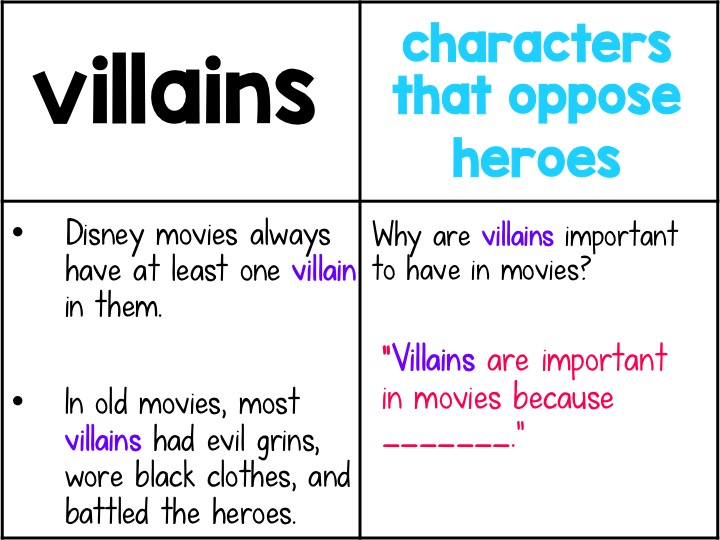 villains
characters
that oppose
heroes
• Disney movies always
have at least one villain
in them.
• In old movies, most
villains had evil grins,
wore black clothes, and
battled the heroes.
Why are villains important
to have in movies?
"Villains are important
in movies because
_______."